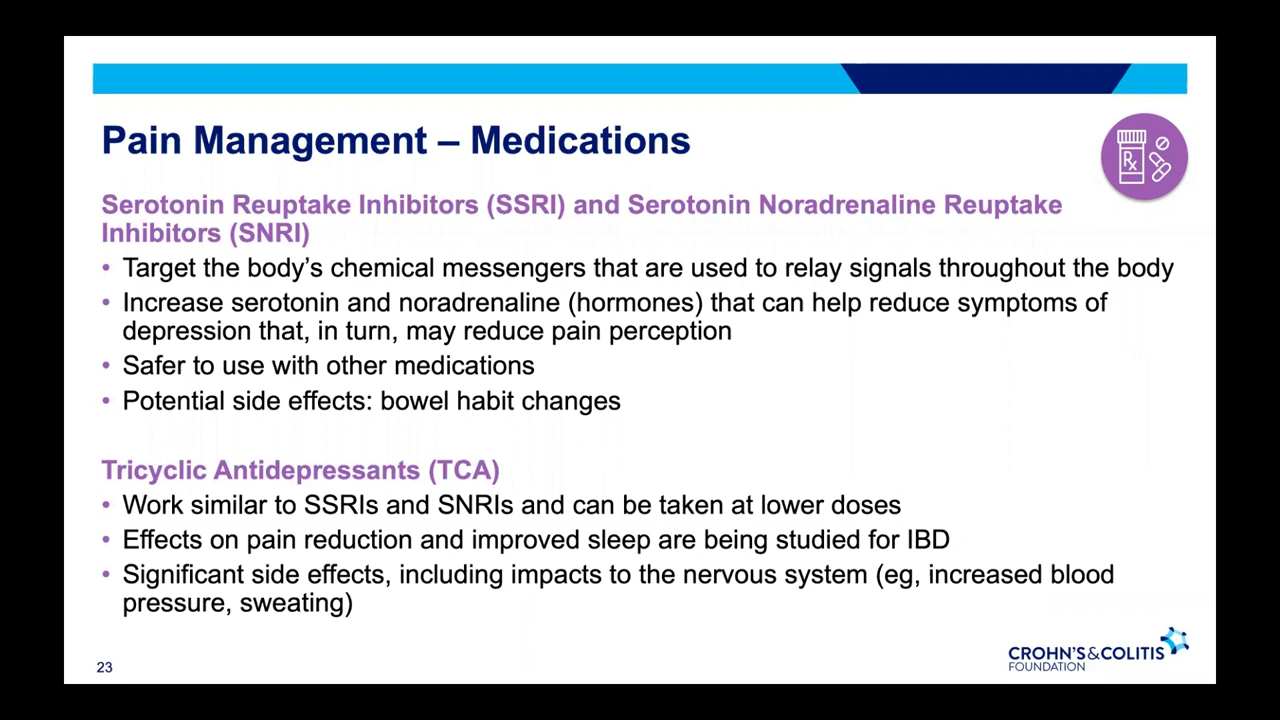 Pain Management – Medications
Rx
Serotonin Reuptake Inhibitors (SSRI) and Serotonin Noradrenaline Reuptake
Inhibitors (SNRI)
• Target the body’s chemical messengers that are used to relay signals throughout the body
• Increase serotonin and noradrenaline (hormones) that can help reduce symptoms of
depression that, in turn, may reduce pain perception
• Safer to use with other medications
• Potential side effects: bowel habit changes
Tricyclic Antidepressants (TCA)
• Work similar to SSRIs and SNRIs and can be taken at lower doses
• Effects on pain reduction and improved sleep are being studied for IBD
• Significant side effects, including impacts to the nervous system (eg, increased blood
pressure, sweating)
23
CROHN’S&COLITIS
FOUNDATION